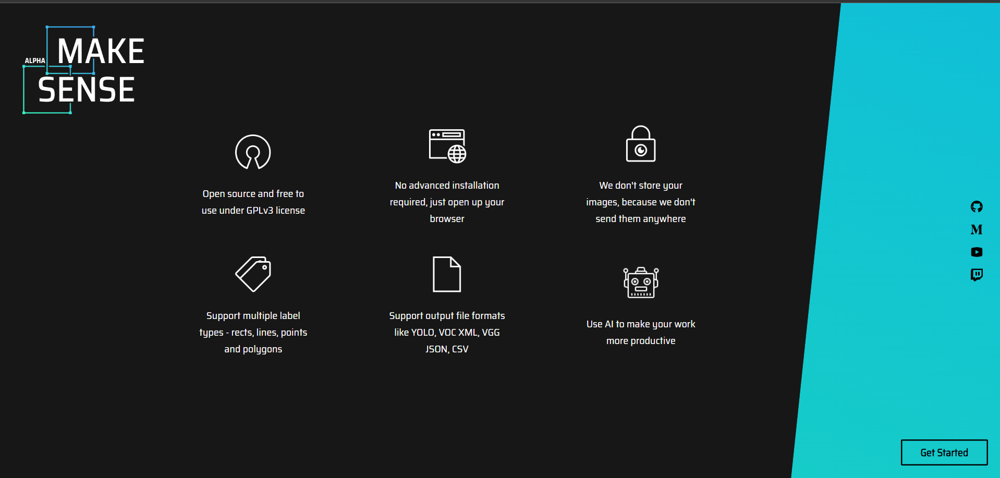 MAKE
ALPHA
SENSE
Open source and free to
use under GPLv3 license
No advanced installation
required, just open up your
browser
We don't store your
images, because we don't
send them anywhere
Support multiple label
types - rects, lines, points
and polygons
Support output file formats
like YOLO, VOC XML, VGG
JSON, CSV
Use AI to make your work
more productive
Get Started